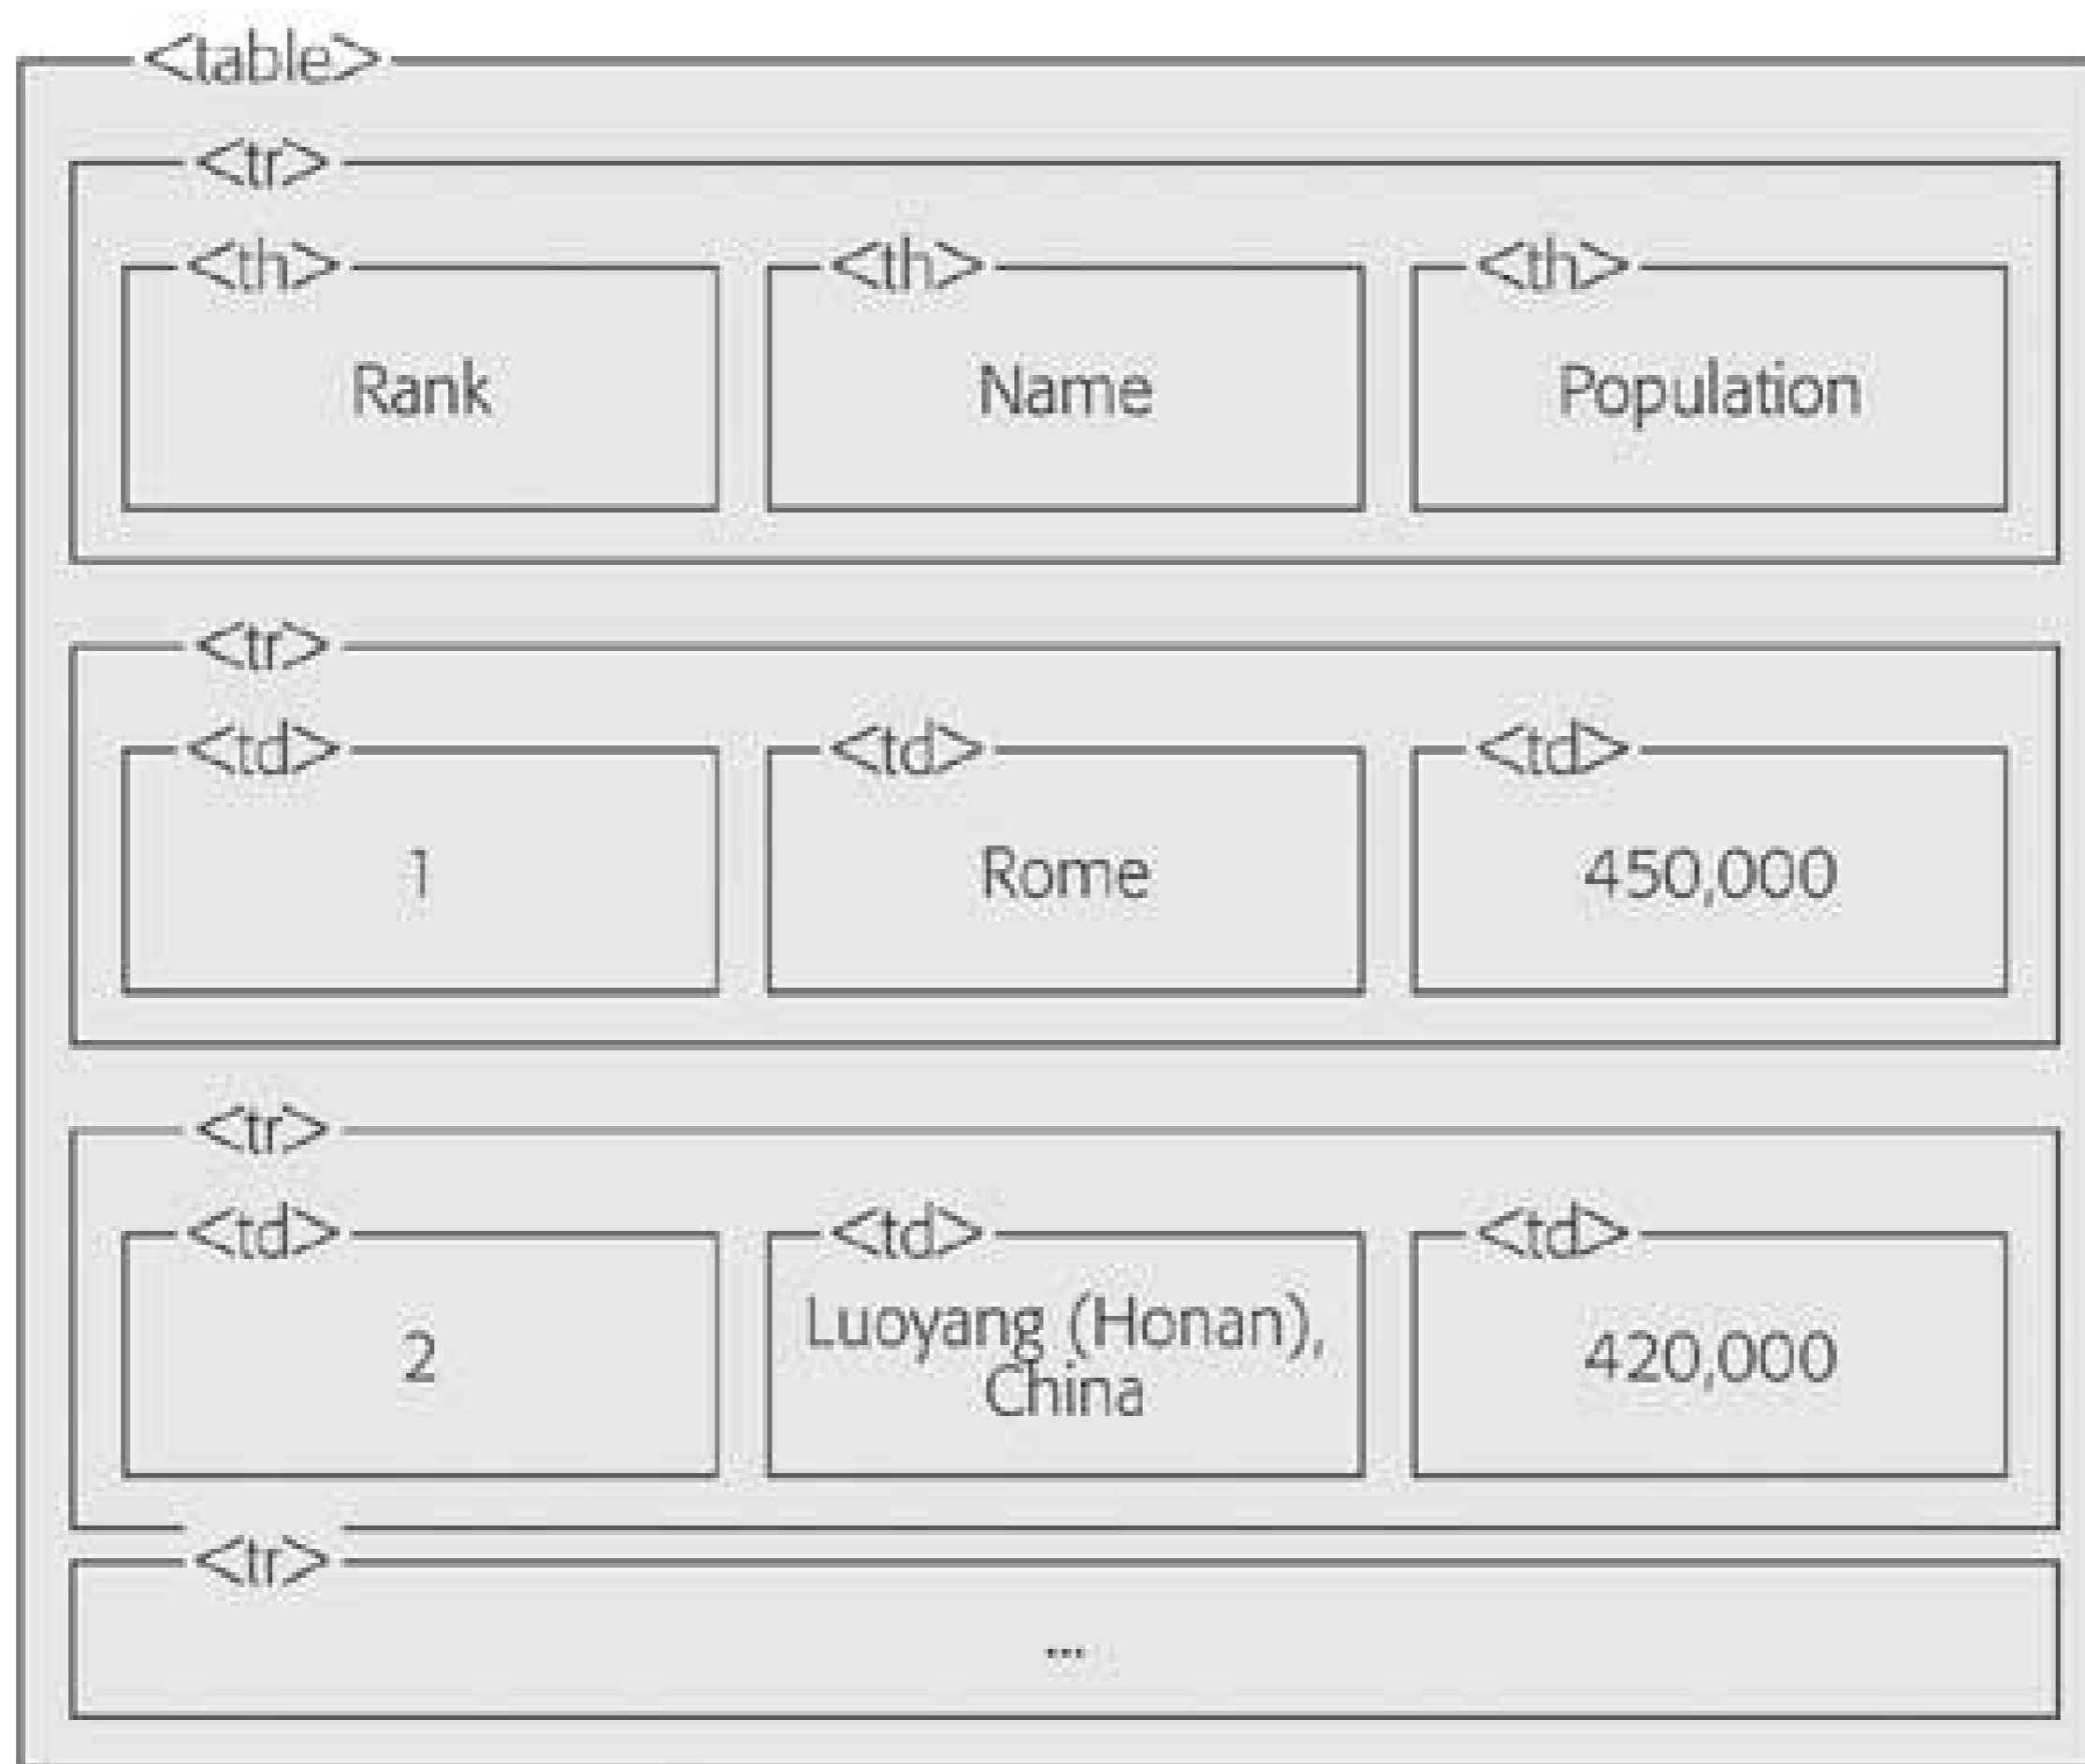 <table>
<tr>
<th> <th> <th>
Rank Name Population
<tr>
<td> <td> <td>
1 Rome 450,000
<tr>
<td> <td> <td>
2 Luoyang (Honan), 420,000
China
<tr>
...